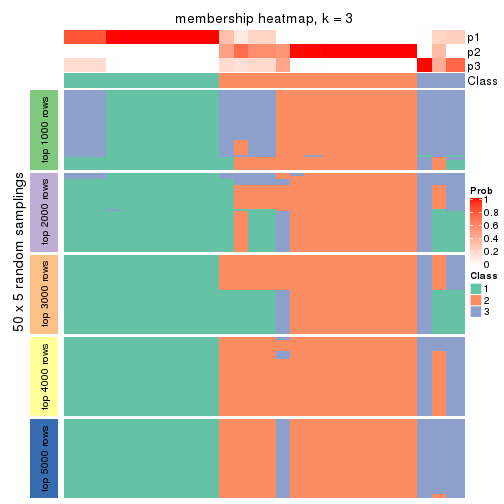 membership heatmap, k = 3
p1
p2
p3
Class
50 x 5 random samplings
top 1000 rows
top 2000 rows
top 3000 rows
top 4000 rows
top 5000 rows
Prob
1
0.8
0.6
0.4
0.2
0
Class
1
2
3